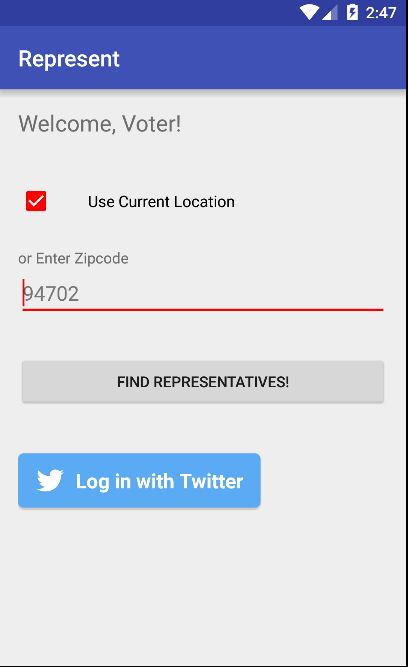 2:47
Represent
Welcome, Voter!
Use Current Location
or Enter Zipcode
94702
FIND REPRESENTATIVES!
Log in with Twitter